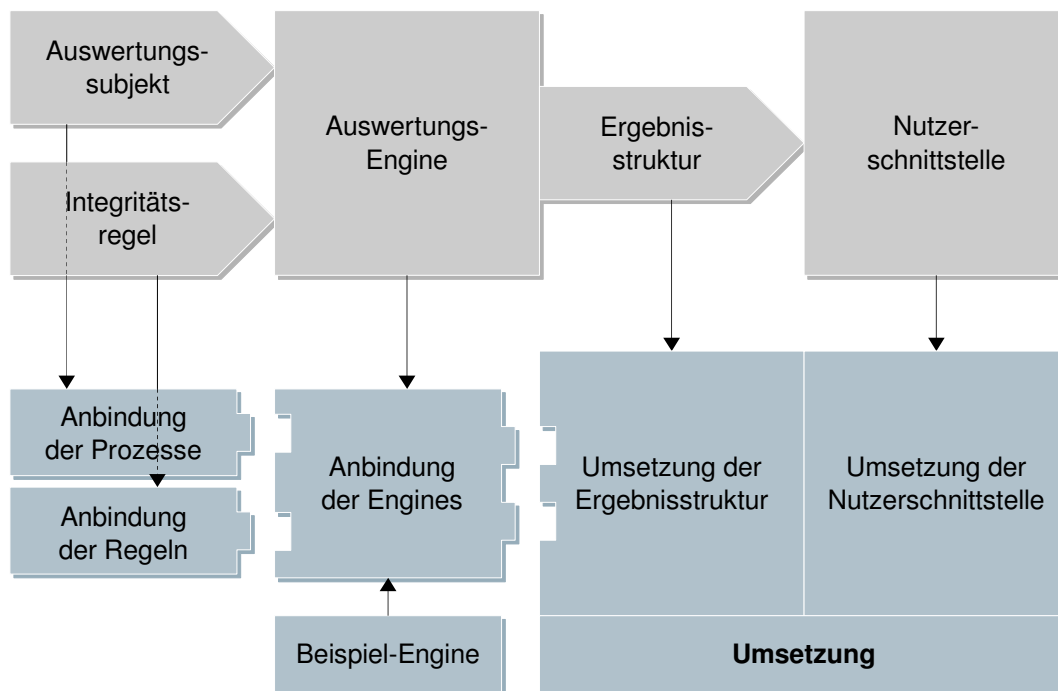 Auswertungs-
subjekt
Integritäts-
regel
Auswertungs-
Engine
Ergebnis-
struktur
Nutzer-
schnittstelle
Anbindung
der Prozesse
Anbindung
der Regeln
Anbindung
der Engines
Umsetzung der
Ergebnisstruktur
Umsetzung der
Nutzerschnittstelle
Beispiel-Engine
Umsetzung